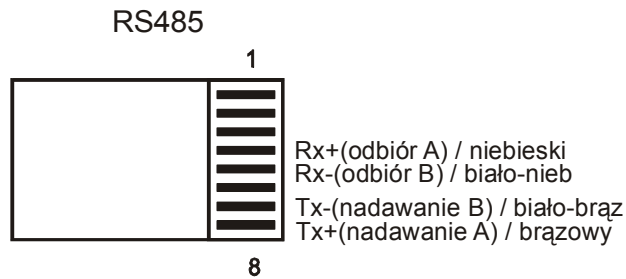 RS485
1
Rx+(odbiór A) / niebieski
Rx-(odbiór B) / biało-nieb
Tx-(nadawanie B) / biało-brąz
Tx+(nadawanie A) / brązowy
8